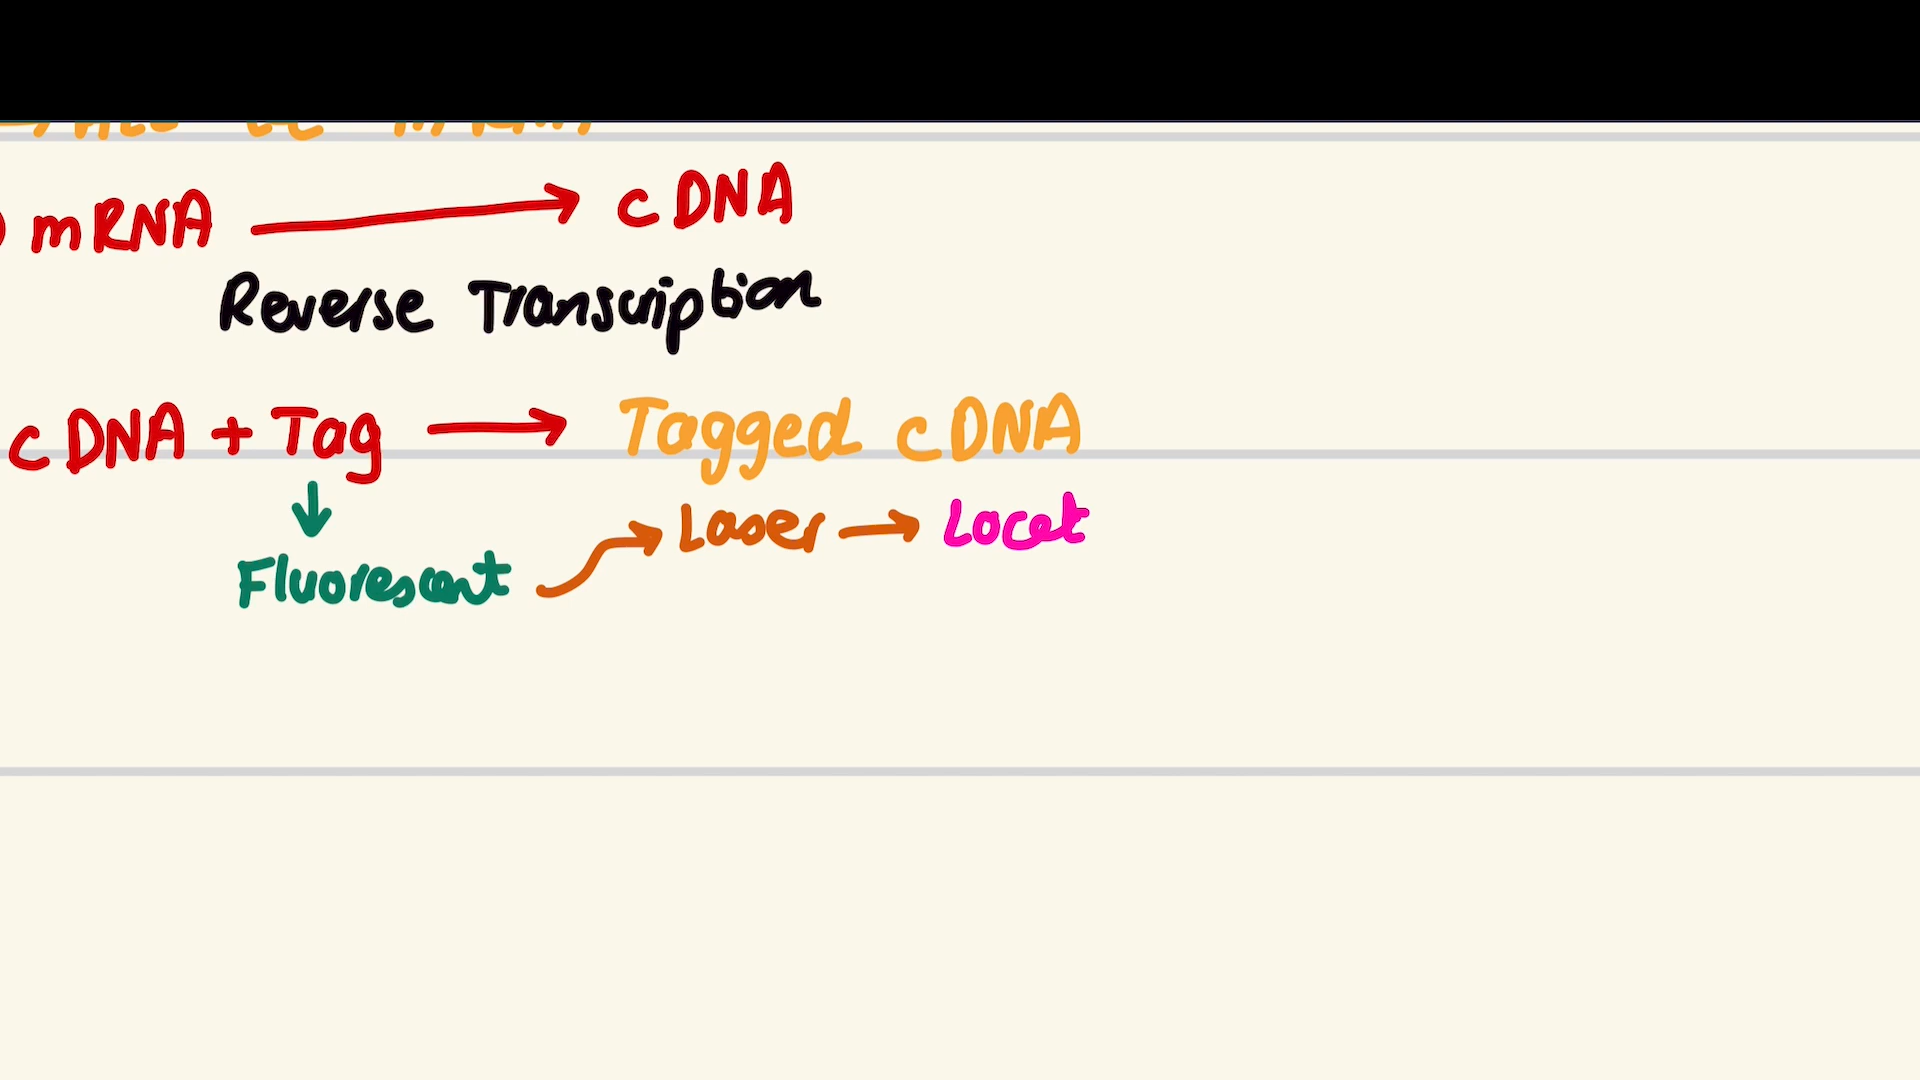 mRNA → cDNA
Reverse Transcription
cDNA + Tag → Tagged cDNA
↓
Fluorescent → Laser → Locat